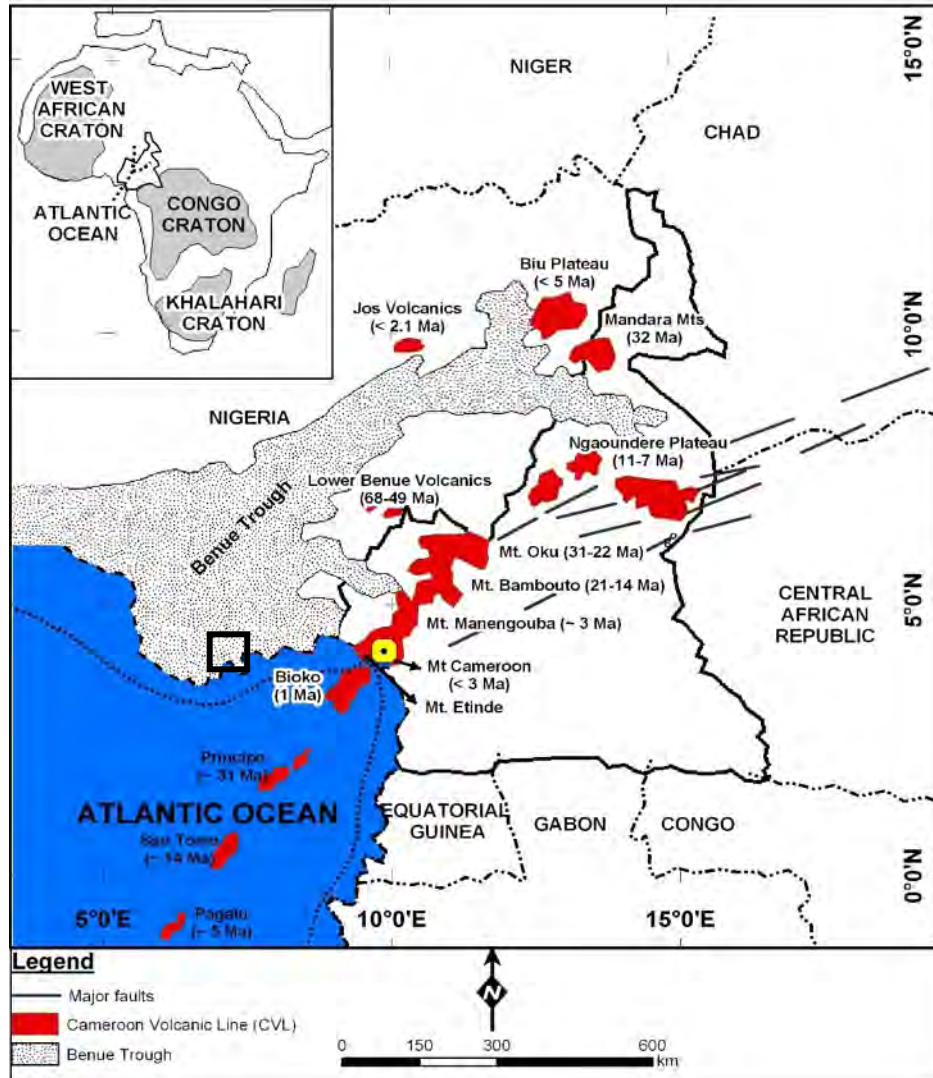 WEST
AFRICAN
CRATON
ATLANTIC
OCEAN
CONGO
CRATON
KHALAHARI
CRATON
NIGER
CHAD
15°0'N
Biu Plateau
(< 5 Ma)
Jos Volcanics
(< 2.1 Ma)
Mandara Mts
(32 Ma)
10°0'N
NIGERIA
Ngaoundere Plateau
(11-7 Ma)
Lower Benue Volcanics
(68-49 Ma)
Benue Trough
Mt. Oku (31-22 Ma)
Mt. Bambouto (21-14 Ma)
Mt. Manengouba (~ 3 Ma)
CENTRAL
AFRICAN
REPUBLIC
5°0'N
Mt Cameroon
(< 3 Ma)
Mt. Etinde
Bioko
(1 Ma)
Principe
(~ 31 Ma)
ATLANTIC OCEAN
EQUATORIAL
GUINEA
GABON
CONGO
Sao Tome
(~ 14 Ma)
0°0'N
Pagalu
(~ 5 Ma)
5°0'E
10°0'E
15°0'E
Legend
Major faults
Cameroon Volcanic Line (CVL)
Benue Trough
N
0 150 300 600
km